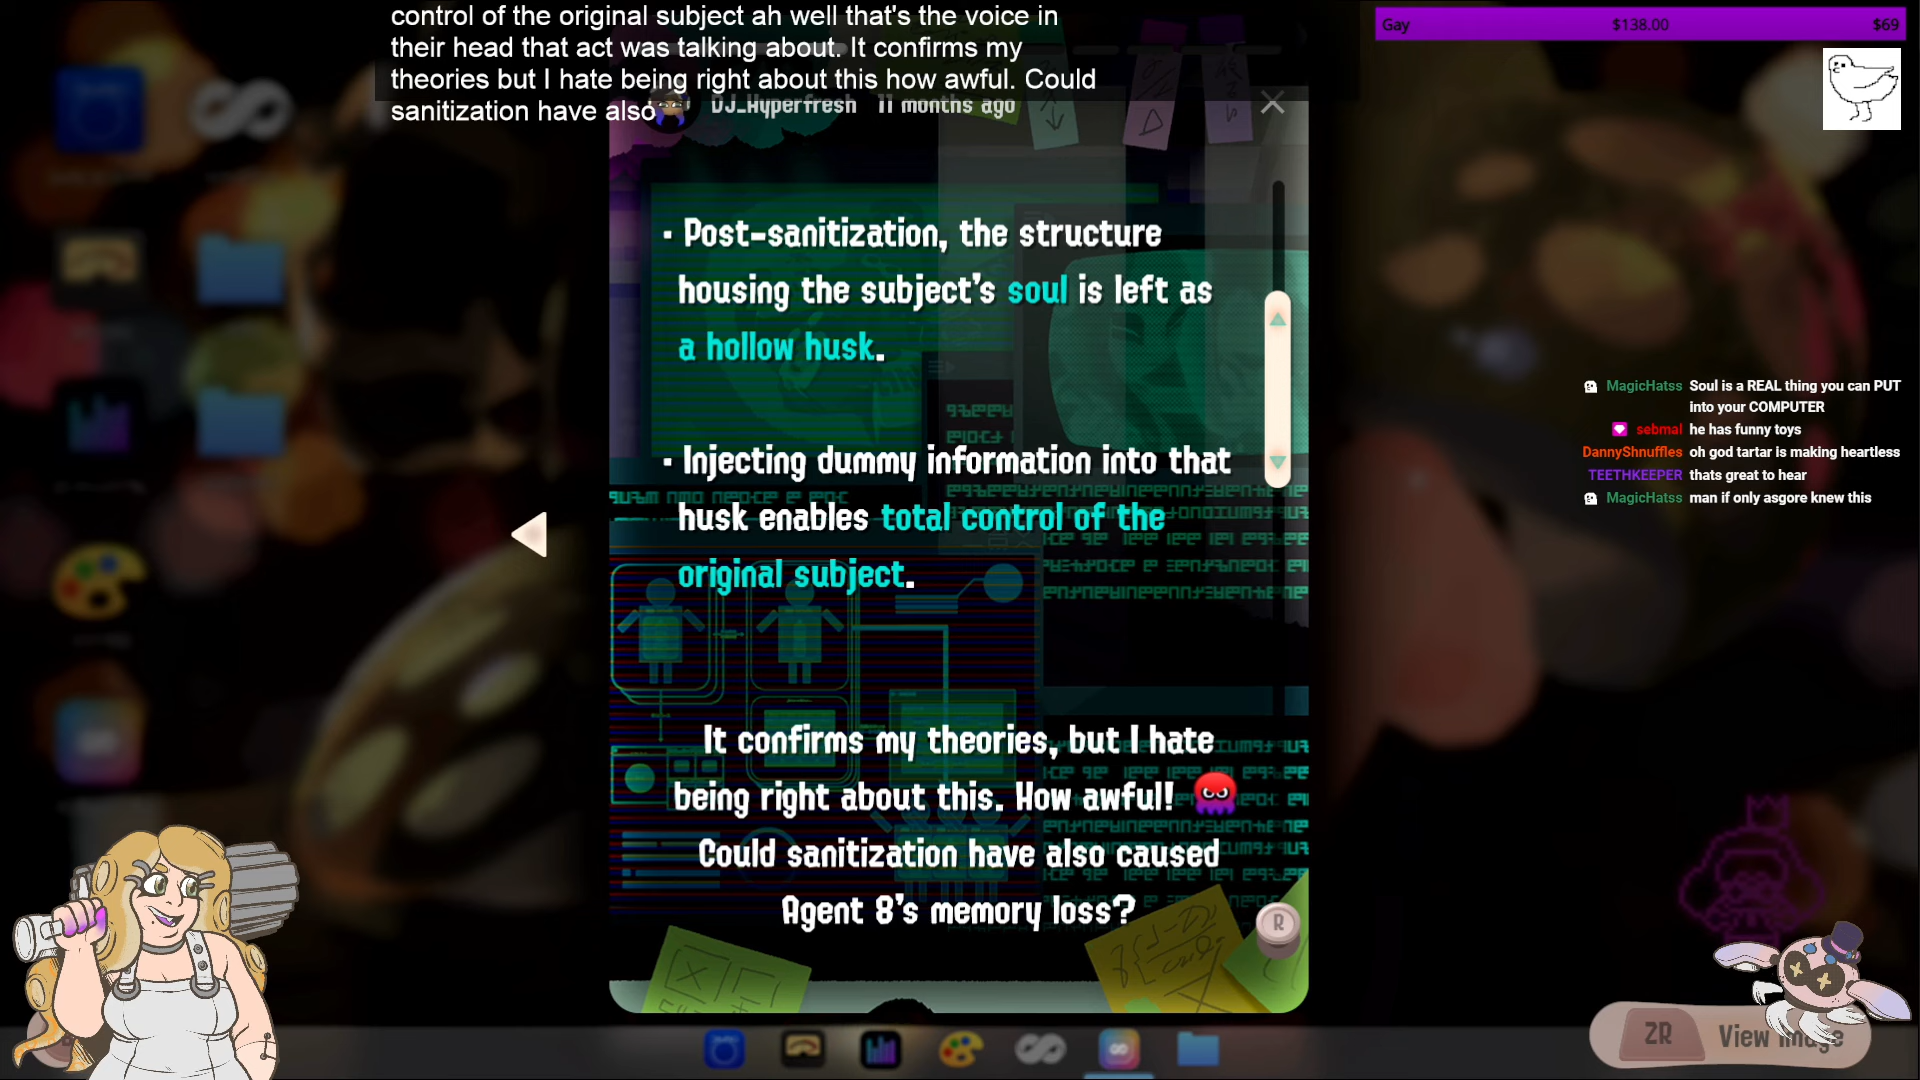 control of the original subject ah well that's the voice in
their head that act was talking about. It confirms my
theories but I hate being right about this how awful. Could
sanitization have also
Gay $138.00 $69
DJ_Hyperfresh 11 months ago
· Post-sanitization, the structure
housing the subject's soul is left as
a hollow husk.
· Injecting dummy information into that
husk enables total control of the
original subject.
It confirms my theories, but I hate
being right about this. How awful!
Could sanitization have also caused
Agent 8's memory loss?
R
MagicHatss Soul is a REAL thing you can PUT
into your COMPUTER
sebmal he has funny toys
DannyShnuffles oh god tartar is making heartless
TEETHKEEPER thats great to hear
MagicHatss man if only asgore knew this
ZR View Image